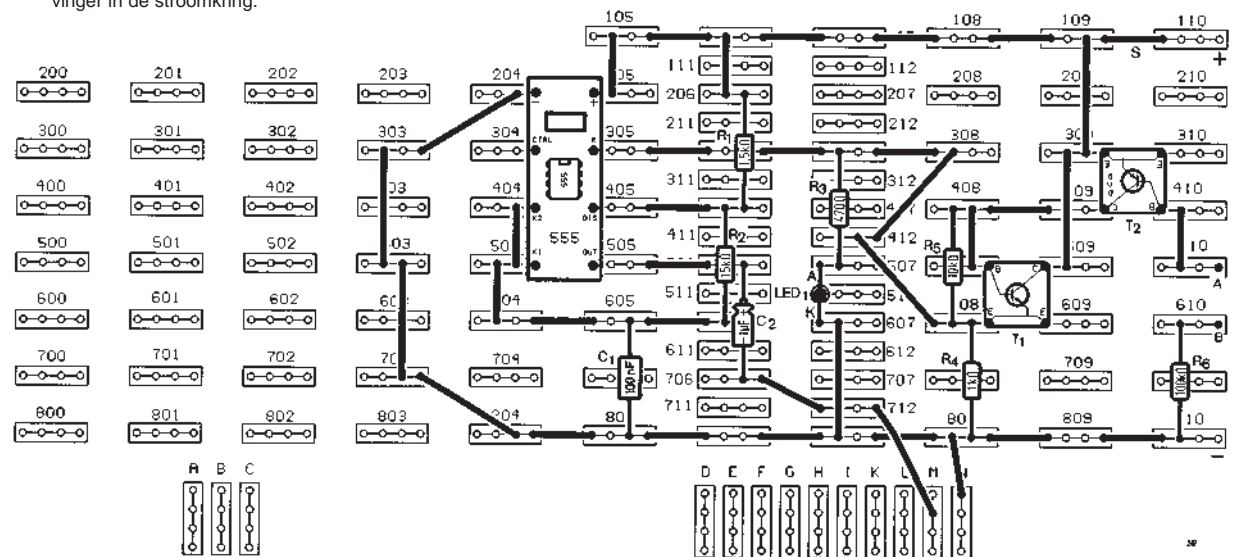 vinger in de stroomkring.
105 108 109 110
S +
111 112
200 201 202 203 204 206 207 208 210
211 212
300 301 302 303 304 305 308 310
311 312
400 401 402 404 405 408 410
411 412
500 501 502 505
511
600 601 602 605 607 609 610
611 612
700 701 702 704 706 707 709
711 712
800 801 802 803 804 809
- +
CTRL R
555
K2 DIS
555
K1 OUT
R1 1,5kΩ
R2
R3 470Ω
LED1
A
K
C2 1µF
C1 100nF
R5 10kΩ
R4 1kΩ
R6 100kΩ
T2
T1
B C
E E
A
B
-
A B C D E F G H I K L M N